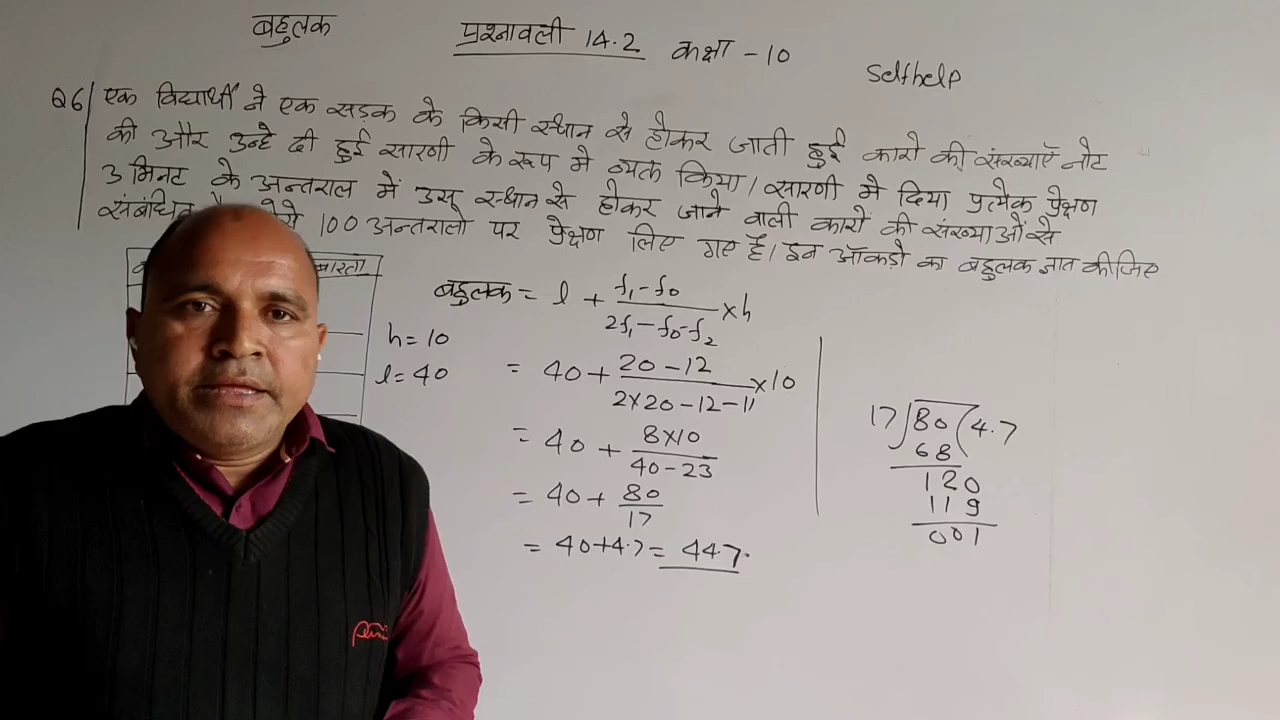 बहुलक
प्रश्नावली 14.2 कक्षा - 10
Selfhelp
Q6 एक विद्यार्थी ने एक सड़क के किसी स्थान से होकर जाती हुई कारो की संख्याएँ नोट
की और उन्हे दी हुई सारणी के रूप मे व्यक्त किया। सारणी मे दिया प्रत्येक प्रेक्षण
3 मिनट के अन्तराल में उस स्थान से होकर जाने वाली कारों की संख्याओं से
संबंधित 100 अन्तरालो पर प्रेक्षण लिए गए हैं। इन आँकड़ो का बहुलक ज्ञात कीजिए
बारता
बहुलक = l + f₁-f₀ / 2f₁-f₀-f₂ × h
h = 10
l = 40
= 40 + 20-12 / 2×20-12-11 × 10
= 40 + 8×10 / 40-23
= 40 + 80 / 17
= 40+4.7 = 44.7.
17)80(4.7
68
120
119
001